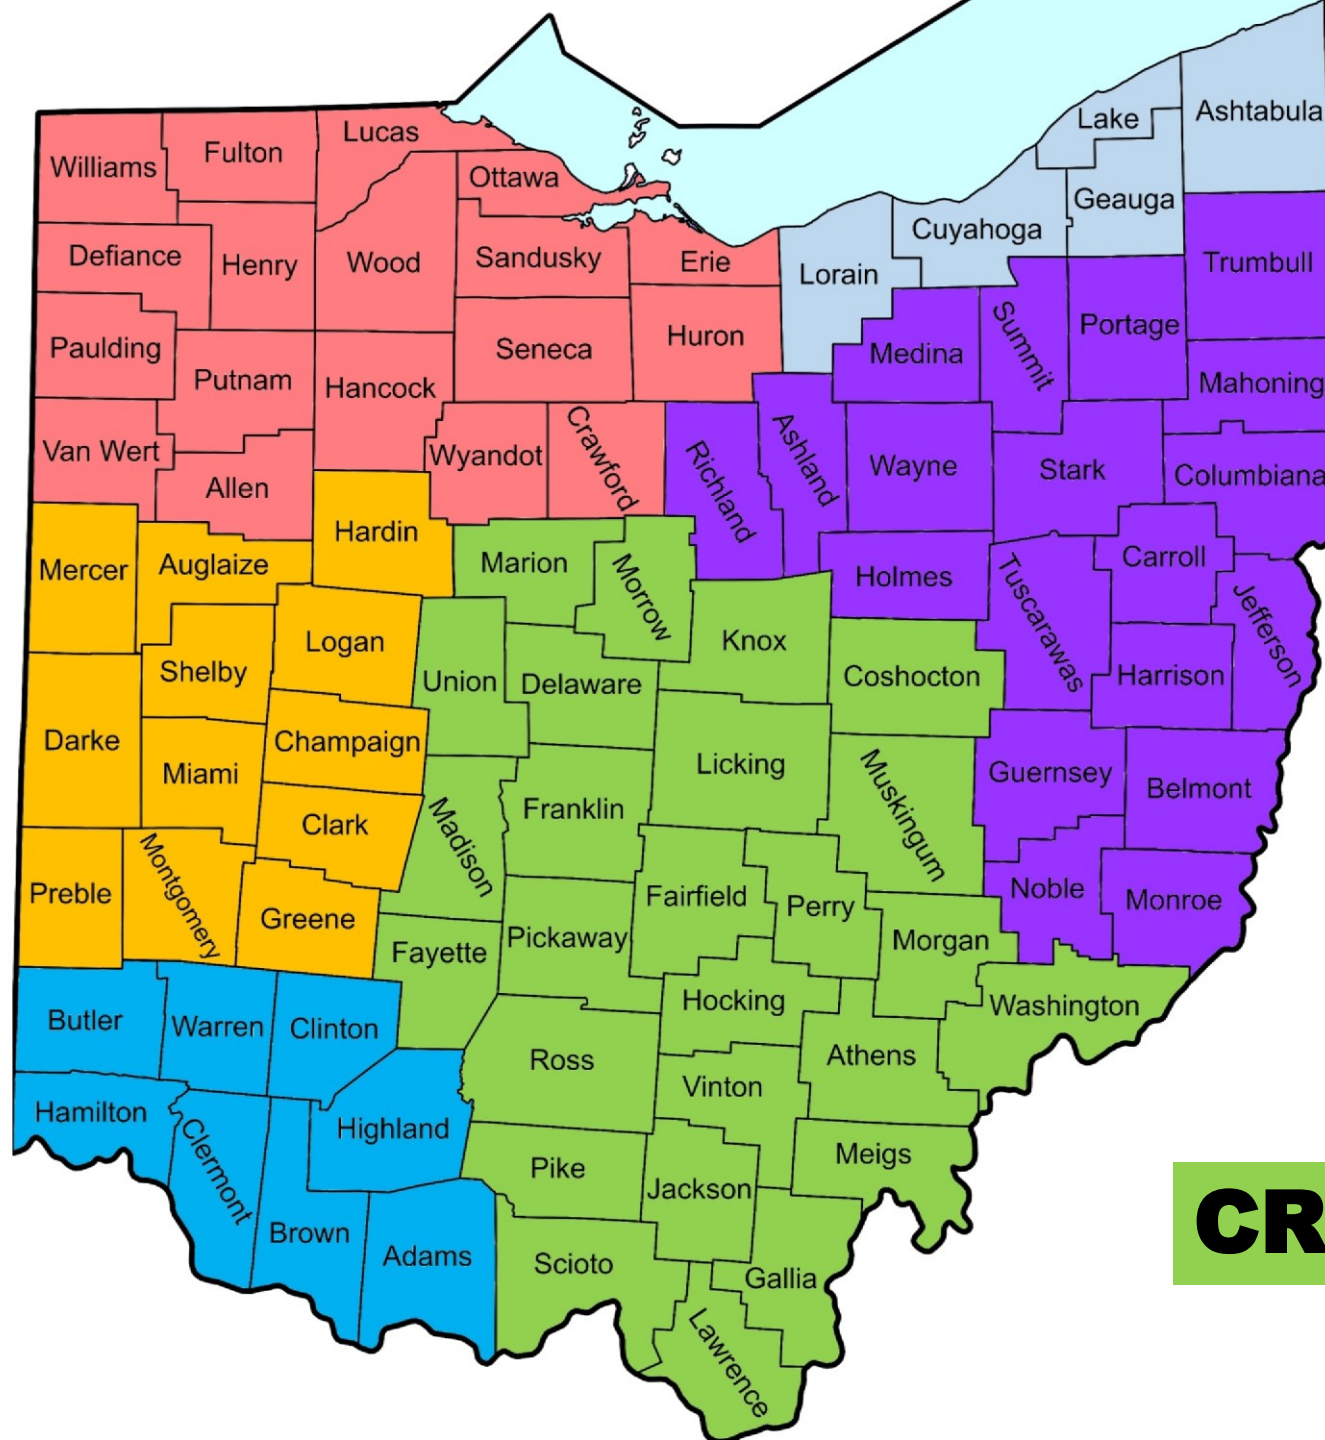 Lake
Ashtabula
Lucas
Fulton
Williams
Ottawa
Geauga
Cuyahoga
Defiance
Henry
Wood
Sandusky
Erie
Lorain
Trumbull
Paulding
Putnam
Hancock
Seneca
Huron
Medina
Summit
Portage
Mahoning
Van Wert
Allen
Wyandot
Crawford
Richland
Ashland
Wayne
Stark
Columbiana
Mercer
Auglaize
Hardin
Marion
Morrow
Holmes
Tuscarawas
Carroll
Jefferson
Shelby
Logan
Union
Delaware
Knox
Coshocton
Harrison
Darke
Miami
Champaign
Clark
Madison
Franklin
Licking
Muskingum
Guernsey
Belmont
Preble
Montgomery
Greene
Fayette
Pickaway
Fairfield
Perry
Morgan
Noble
Monroe
Butler
Warren
Clinton
Ross
Hocking
Athens
Washington
Hamilton
Clermont
Highland
Vinton
Pike
Jackson
Meigs
Brown
Adams
Scioto
Gallia
Lawrence
CR